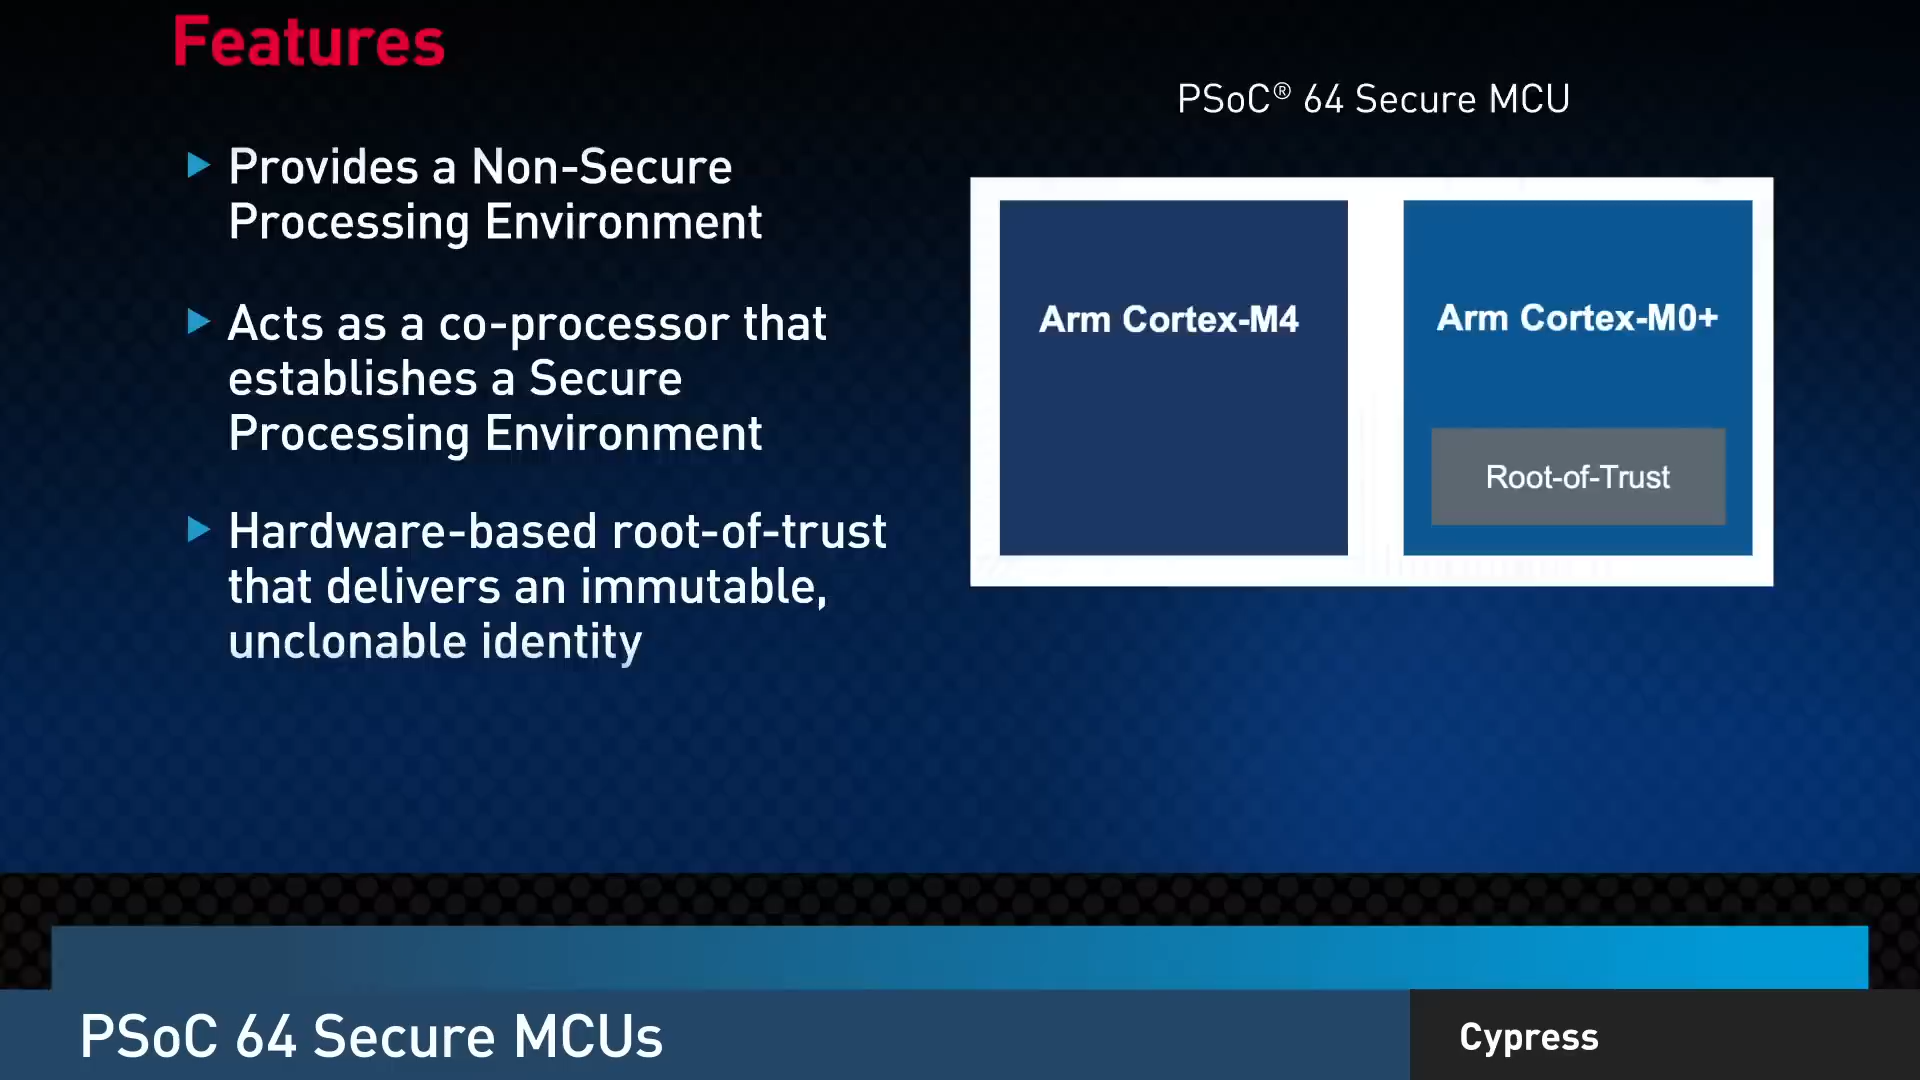 Features
Provides a Non-Secure
Processing Environment
Acts as a co-processor that
establishes a Secure
Processing Environment
Hardware-based root-of-trust
that delivers an immutable,
unclonable identity
PSoC® 64 Secure MCU
Arm Cortex-M4
Arm Cortex-M0+
Root-of-Trust
PSoC 64 Secure MCUs
Cypress